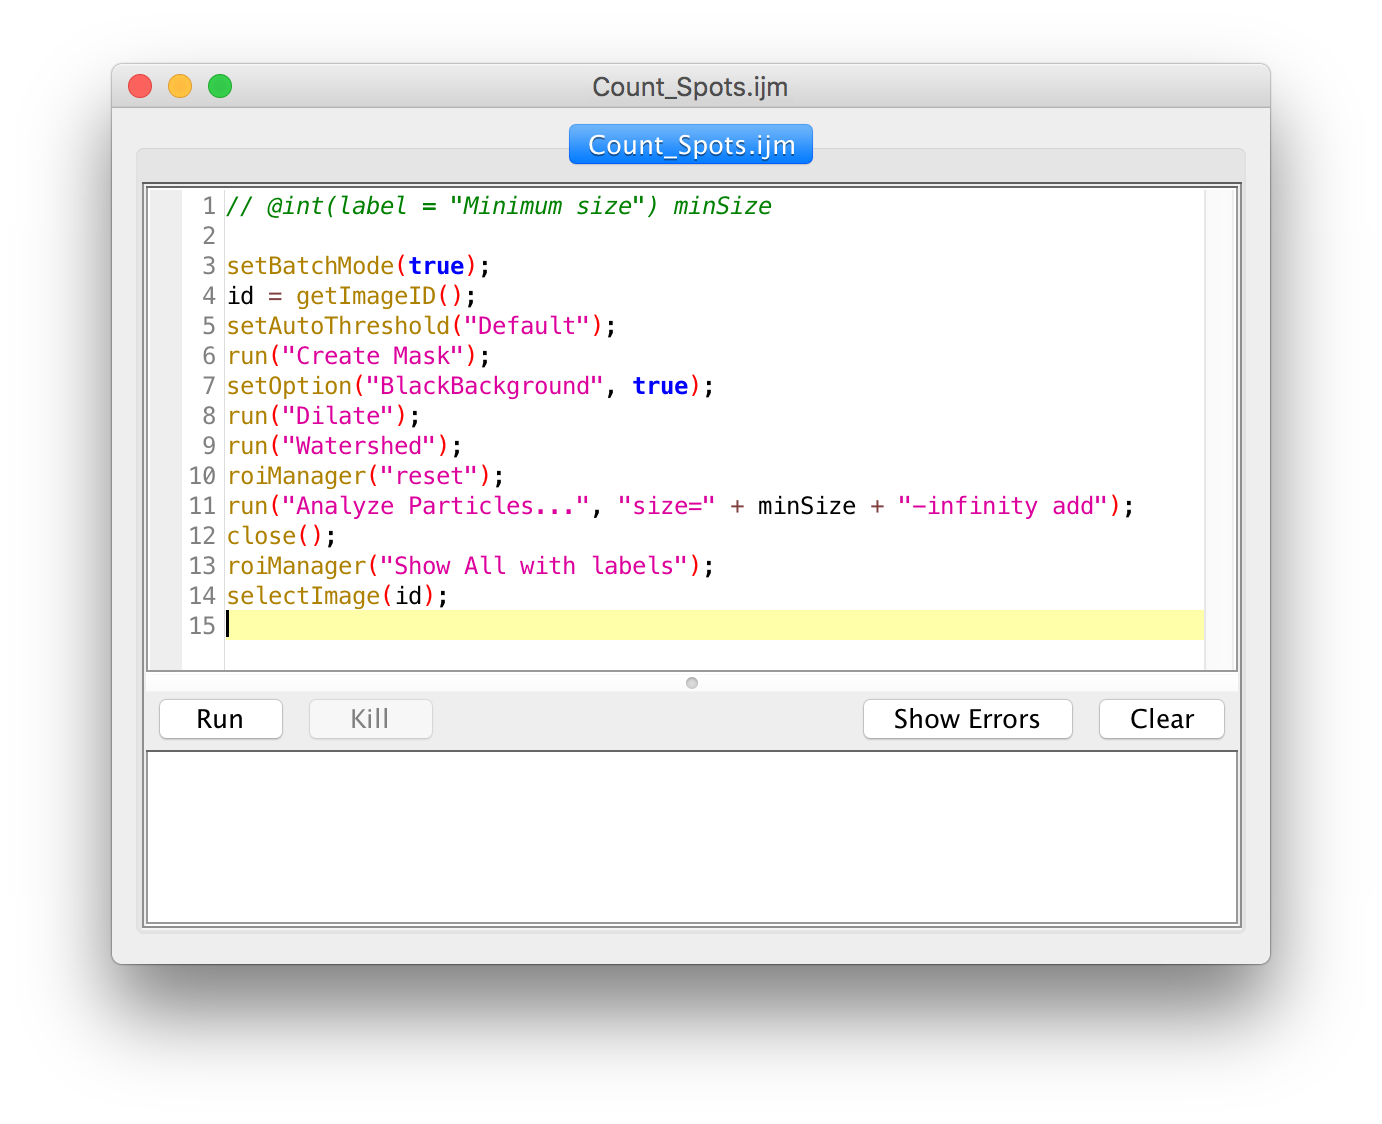 Count_Spots.ijm
Count_Spots.ijm
1 // @int(label = "Minimum size") minSize
2
3 setBatchMode(true);
4 id = getImageID();
5 setAutoThreshold("Default");
6 run("Create Mask");
7 setOption("BlackBackground", true);
8 run("Dilate");
9 run("Watershed");
10 roiManager("reset");
11 run("Analyze Particles...", "size=" + minSize + "-infinity add");
12 close();
13 roiManager("Show All with labels");
14 selectImage(id);
15
Run Kill Show Errors Clear